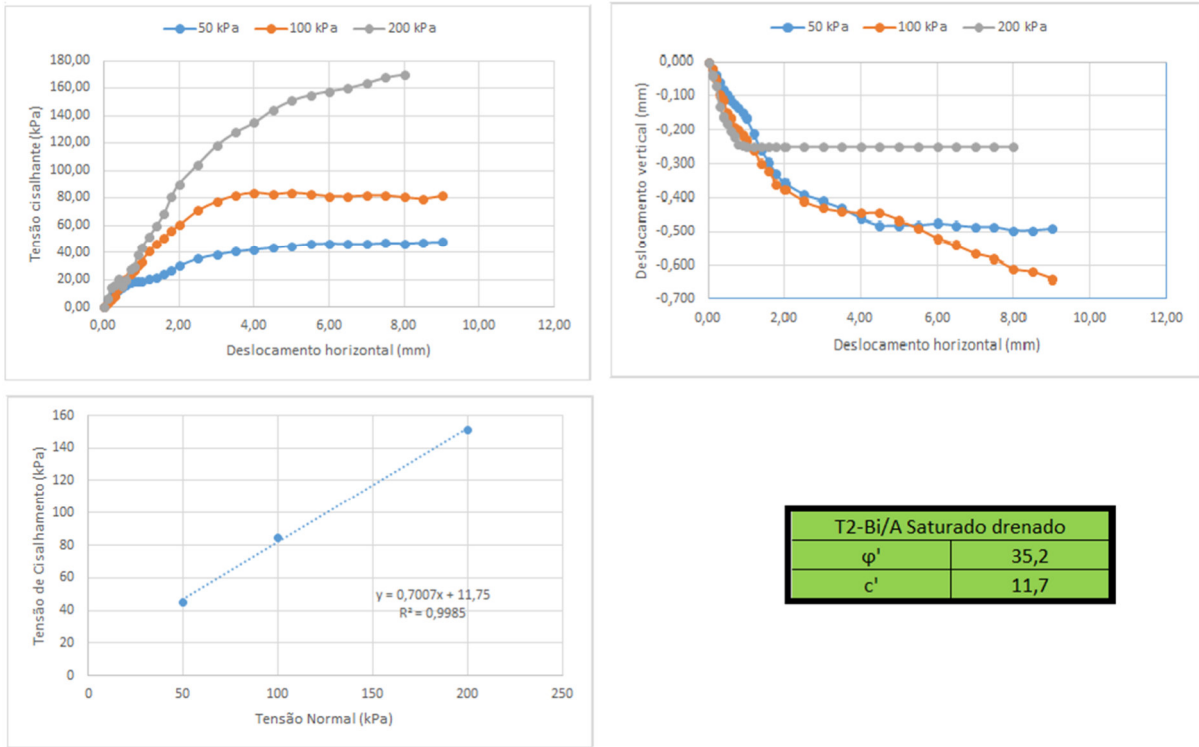 50 kPa 100 kPa 200 kPa
180,00
160,00
140,00
120,00
100,00
80,00
60,00
40,00
20,00
0,00
0,00 2,00 4,00 6,00 8,00 10,00 12,00
Tensão cisalhante (kPa)
Deslocamento horizontal (mm)
50 kPa 100 kPa 200 kPa
0,000
-0,100
-0,200
-0,300
-0,400
-0,500
-0,600
-0,700
0,00 2,00 4,00 6,00 8,00 10,00 12,00
Deslocamento vertical (mm)
Deslocamento horizontal (mm)
160
140
120
100
80
60
40
20
0
0 50 100 150 200 250
Tensão de Cisalhamento (kPa)
Tensão Normal (kPa)
y = 0,7007x + 11,75
R² = 0,9985
T2-Bi/A Saturado drenado
φ' 35,2
c' 11,7